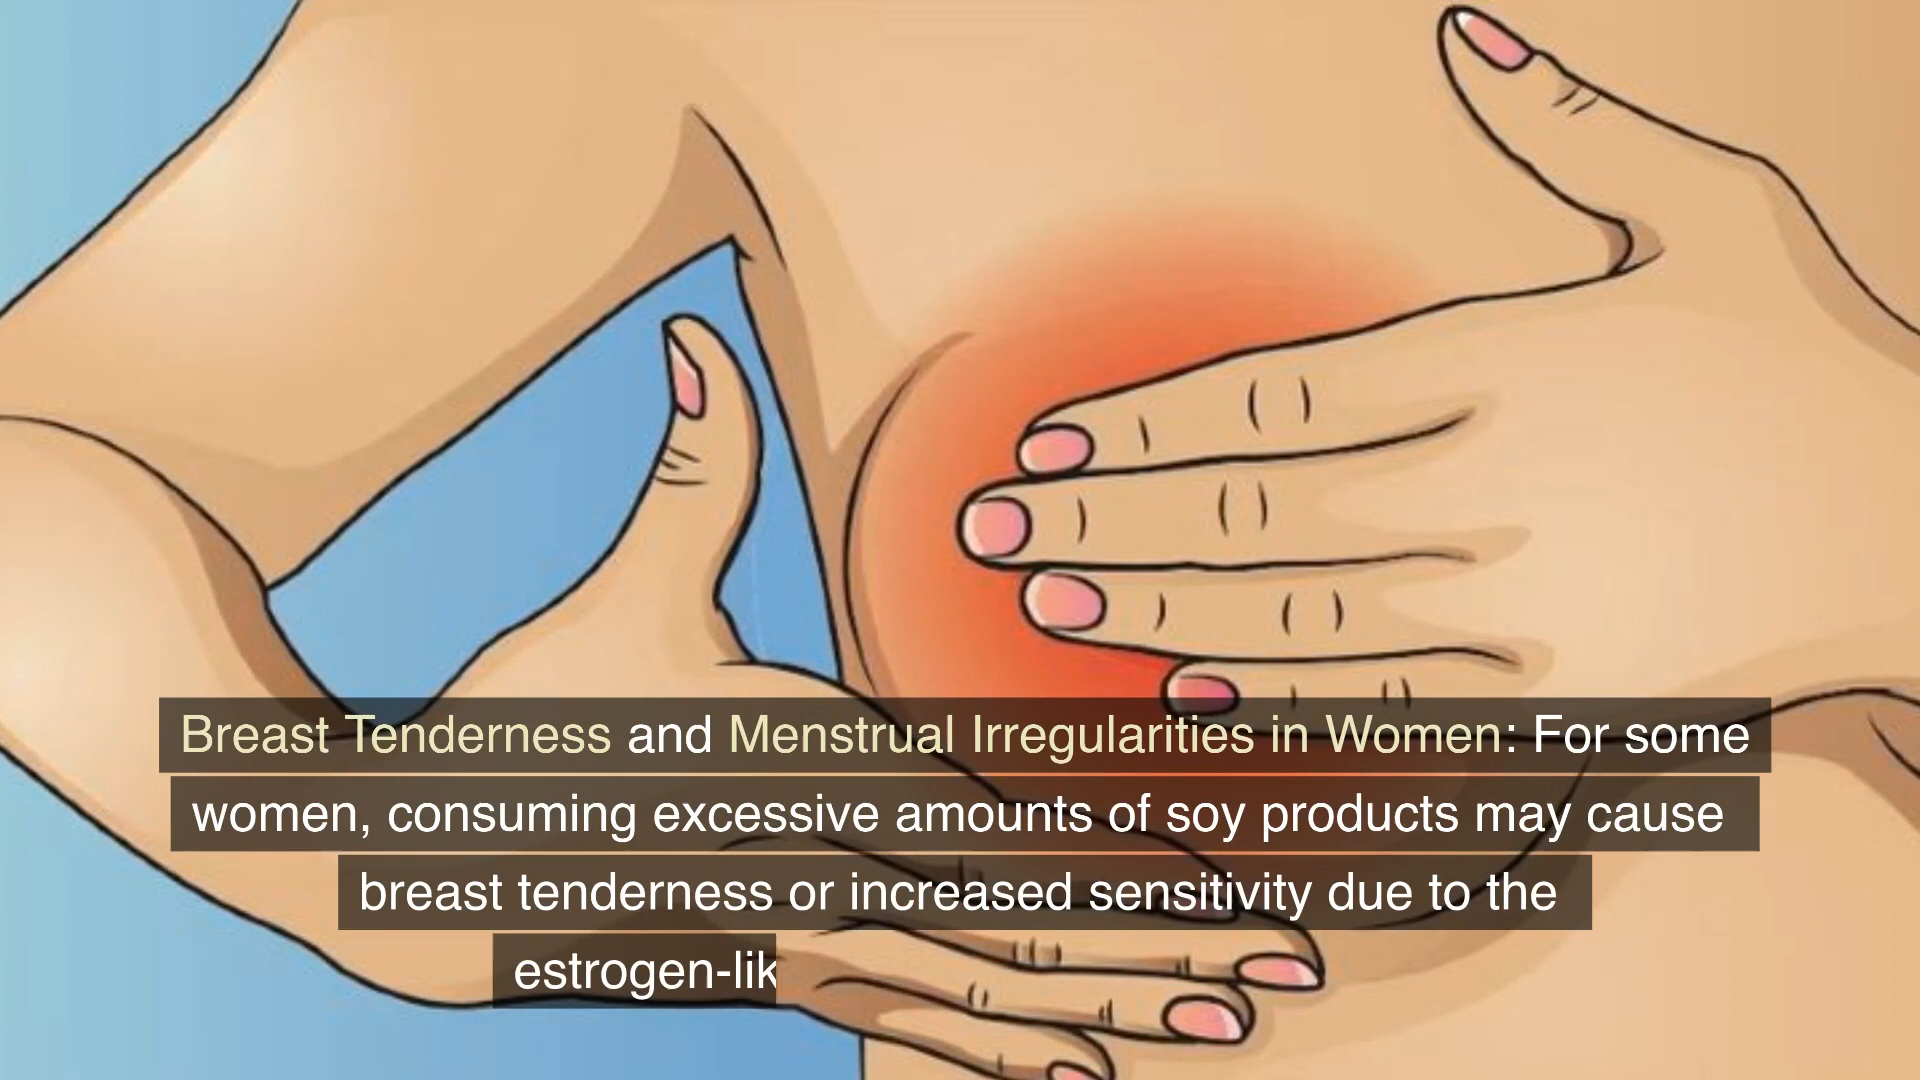 Breast Tenderness and Menstrual Irregularities in Women: For some
women, consuming excessive amounts of soy products may cause
breast tenderness or increased sensitivity due to the
estrogen-lik